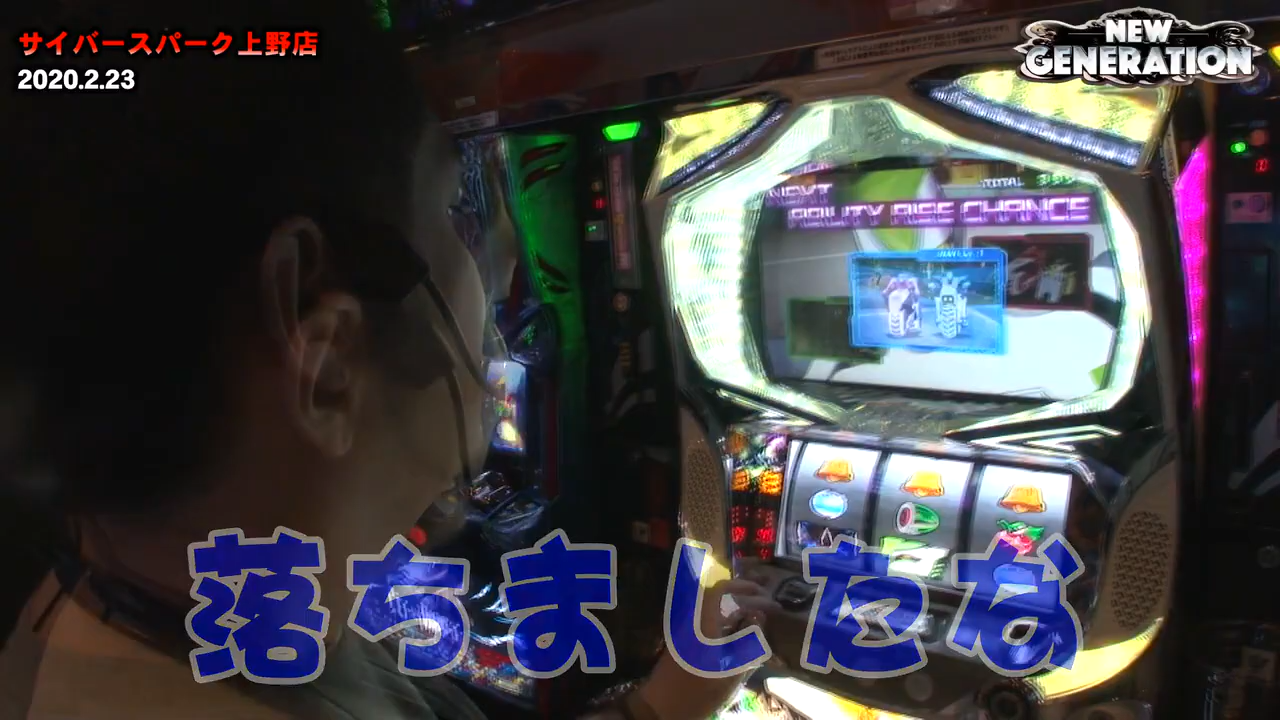 サイバースパーク上野店
2020.2.23
NEW
GENERATION
TOTAL
NEXT
ABILITY RISE CHANCE
落ちましたな